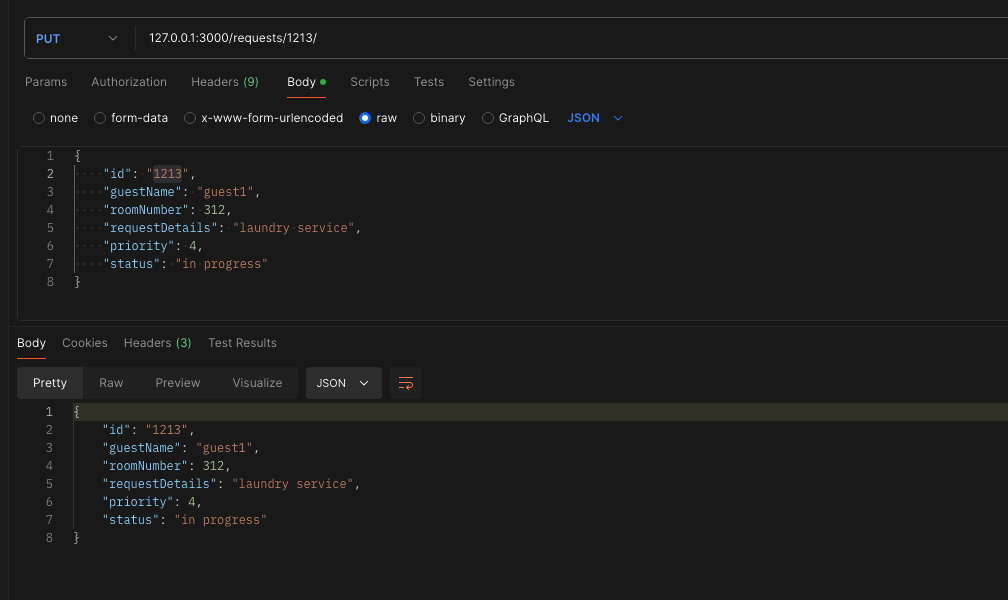 PUT 127.0.0.1:3000/requests/1213/
Params Authorization Headers (9) Body Scripts Tests Settings
none form-data x-www-form-urlencoded raw binary GraphQL JSON
1 {
2 "id": "1213",
3 "guestName": "guest1",
4 "roomNumber": 312,
5 "requestDetails": "laundry service",
6 "priority": 4,
7 "status": "in progress"
8 }
Body Cookies Headers (3) Test Results
Pretty Raw Preview Visualize JSON
1 {
2 "id": "1213",
3 "guestName": "guest1",
4 "roomNumber": 312,
5 "requestDetails": "laundry service",
6 "priority": 4,
7 "status": "in progress"
8 }